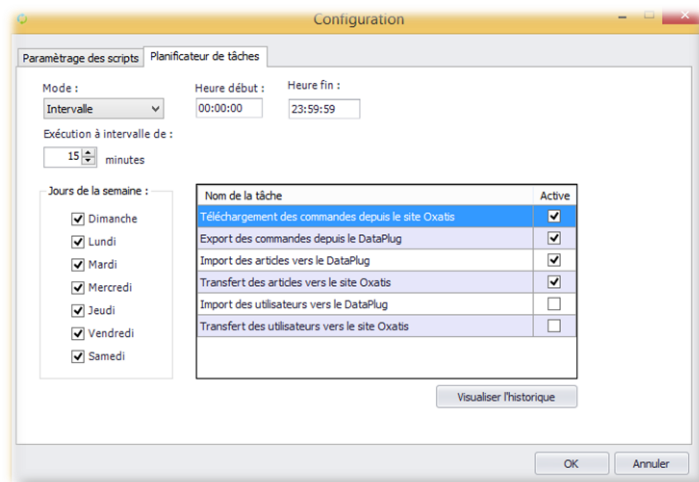 Configuration
Paramètrage des scripts Planificateur de tâches
Mode : Heure début : Heure fin :
Intervalle 00:00:00 23:59:59
Exécution à intervalle de :
15 minutes
Jours de la semaine :
Dimanche
Lundi
Mardi
Mercredi
Jeudi
Vendredi
Samedi
Nom de la tâche Active
Téléchargement des commandes depuis le site Oxatis
Export des commandes depuis le DataPlug
Import des articles vers le DataPlug
Transfert des articles vers le site Oxatis
Import des utilisateurs vers le DataPlug
Transfert des utilisateurs vers le site Oxatis
Visualiser l'historique
OK Annuler